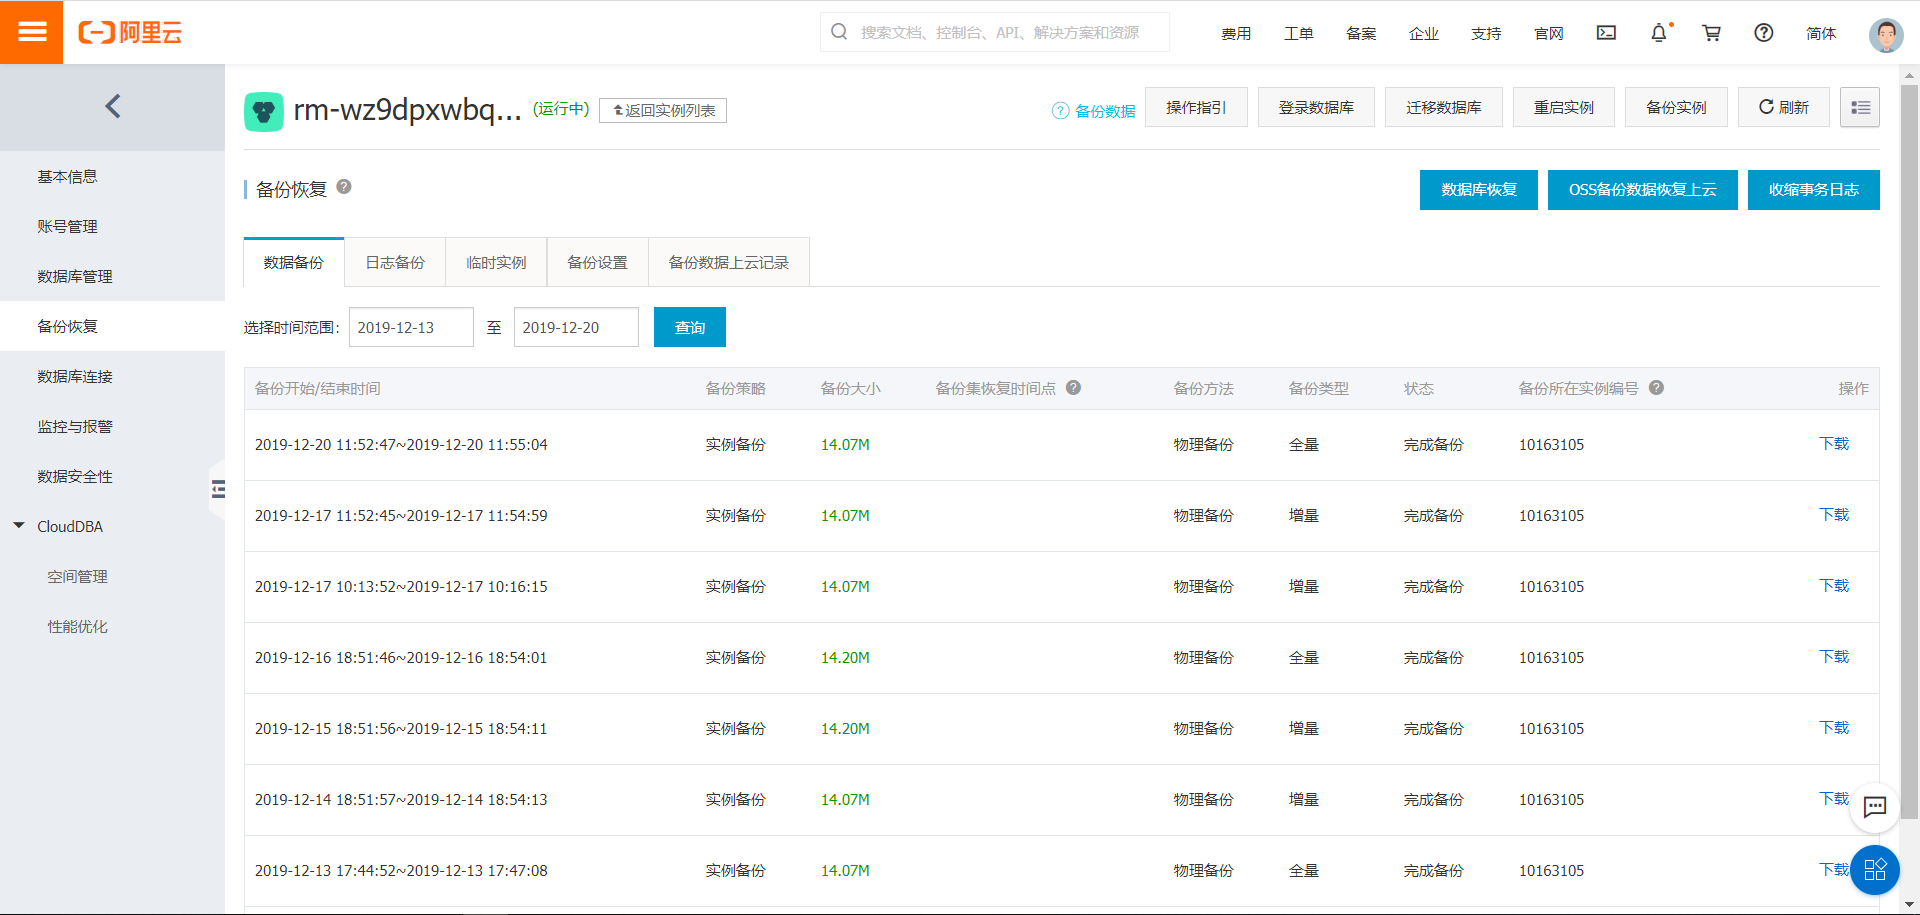 阿里云
搜索文档、控制台、API、解决方案和资源
费用 工单 备案 企业 支持 官网 简体
rm-wz9dpxwbq... (运行中) 返回实例列表
备份数据 操作指引 登录数据库 迁移数据库 重启实例 备份实例 刷新
基本信息
账号管理
数据库管理
备份恢复
数据库连接
监控与报警
数据安全性
CloudDBA
空间管理
性能优化
备份恢复
数据库恢复 OSS备份数据恢复上云 收缩事务日志
数据备份 日志备份 临时实例 备份设置 备份数据上云记录
选择时间范围: 2019-12-13 至 2019-12-20 查询
备份开始/结束时间 备份策略 备份大小 备份集恢复时间点 备份方法 备份类型 状态 备份所在实例编号 操作
2019-12-20 11:52:47~2019-12-20 11:55:04 实例备份 14.07M 物理备份 全量 完成备份 10163105 下载
2019-12-17 11:52:45~2019-12-17 11:54:59 实例备份 14.07M 物理备份 增量 完成备份 10163105 下载
2019-12-17 10:13:52~2019-12-17 10:16:15 实例备份 14.07M 物理备份 增量 完成备份 10163105 下载
2019-12-16 18:51:46~2019-12-16 18:54:01 实例备份 14.20M 物理备份 全量 完成备份 10163105 下载
2019-12-15 18:51:56~2019-12-15 18:54:11 实例备份 14.20M 物理备份 增量 完成备份 10163105 下载
2019-12-14 18:51:57~2019-12-14 18:54:13 实例备份 14.07M 物理备份 增量 完成备份 10163105 下载
2019-12-13 17:44:52~2019-12-13 17:47:08 实例备份 14.07M 物理备份 全量 完成备份 10163105 下载